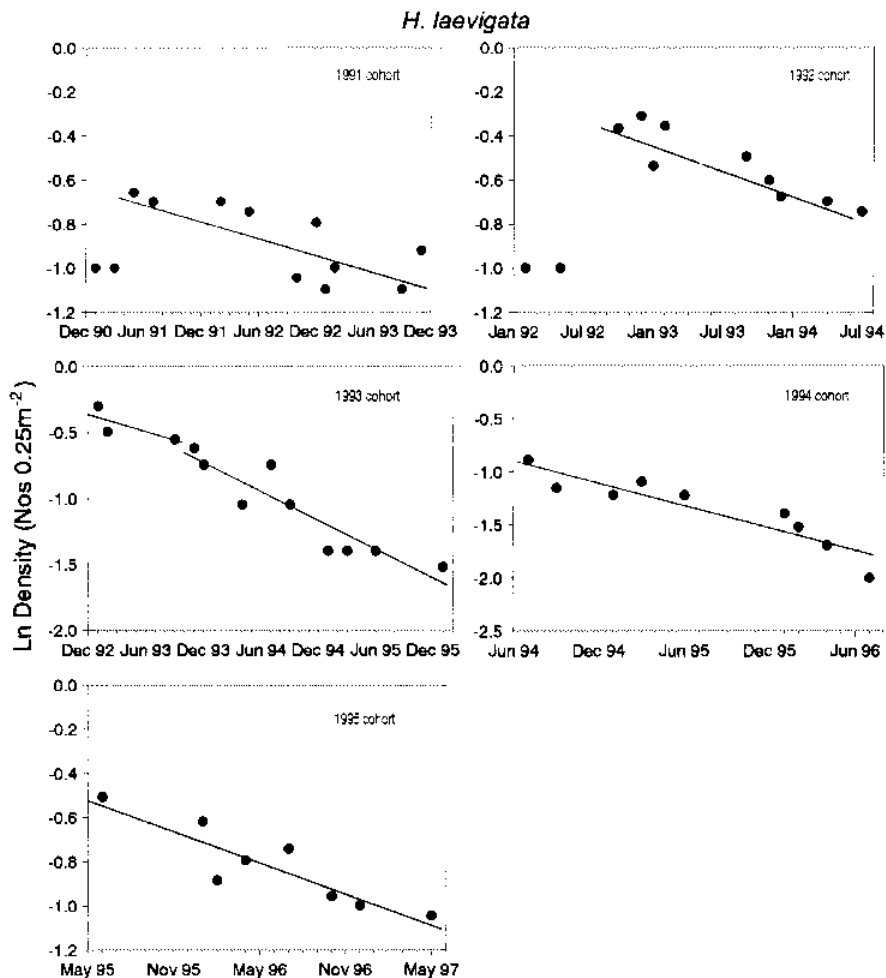 H. laevigata
Ln Density (Nos 0.25m-2)
1991 cohort
0.0
-0.2
-0.4
-0.6
-0.8
-1.0
-1.2
Dec 90 Jun 91 Dec 91 Jun 92 Dec 92 Jun 93 Dec 93
1992 cohort
0.0
-0.2
-0.4
-0.6
-0.8
-1.0
-1.2
Jan 92 Jul 92 Jan 93 Jul 93 Jan 94 Jul 94
1993 cohort
0.0
-0.5
-1.0
-1.5
-2.0
Dec 92 Jun 93 Dec 93 Jun 94 Dec 94 Jun 95 Dec 95
1994 cohort
0.0
-0.5
-1.0
-1.5
-2.0
-2.5
Jun 94 Dec 94 Jun 95 Dec 95 Jun 96
1995 cohort
0.0
-0.2
-0.4
-0.6
-0.8
-1.0
-1.2
May 95 Nov 95 May 96 Nov 96 May 97